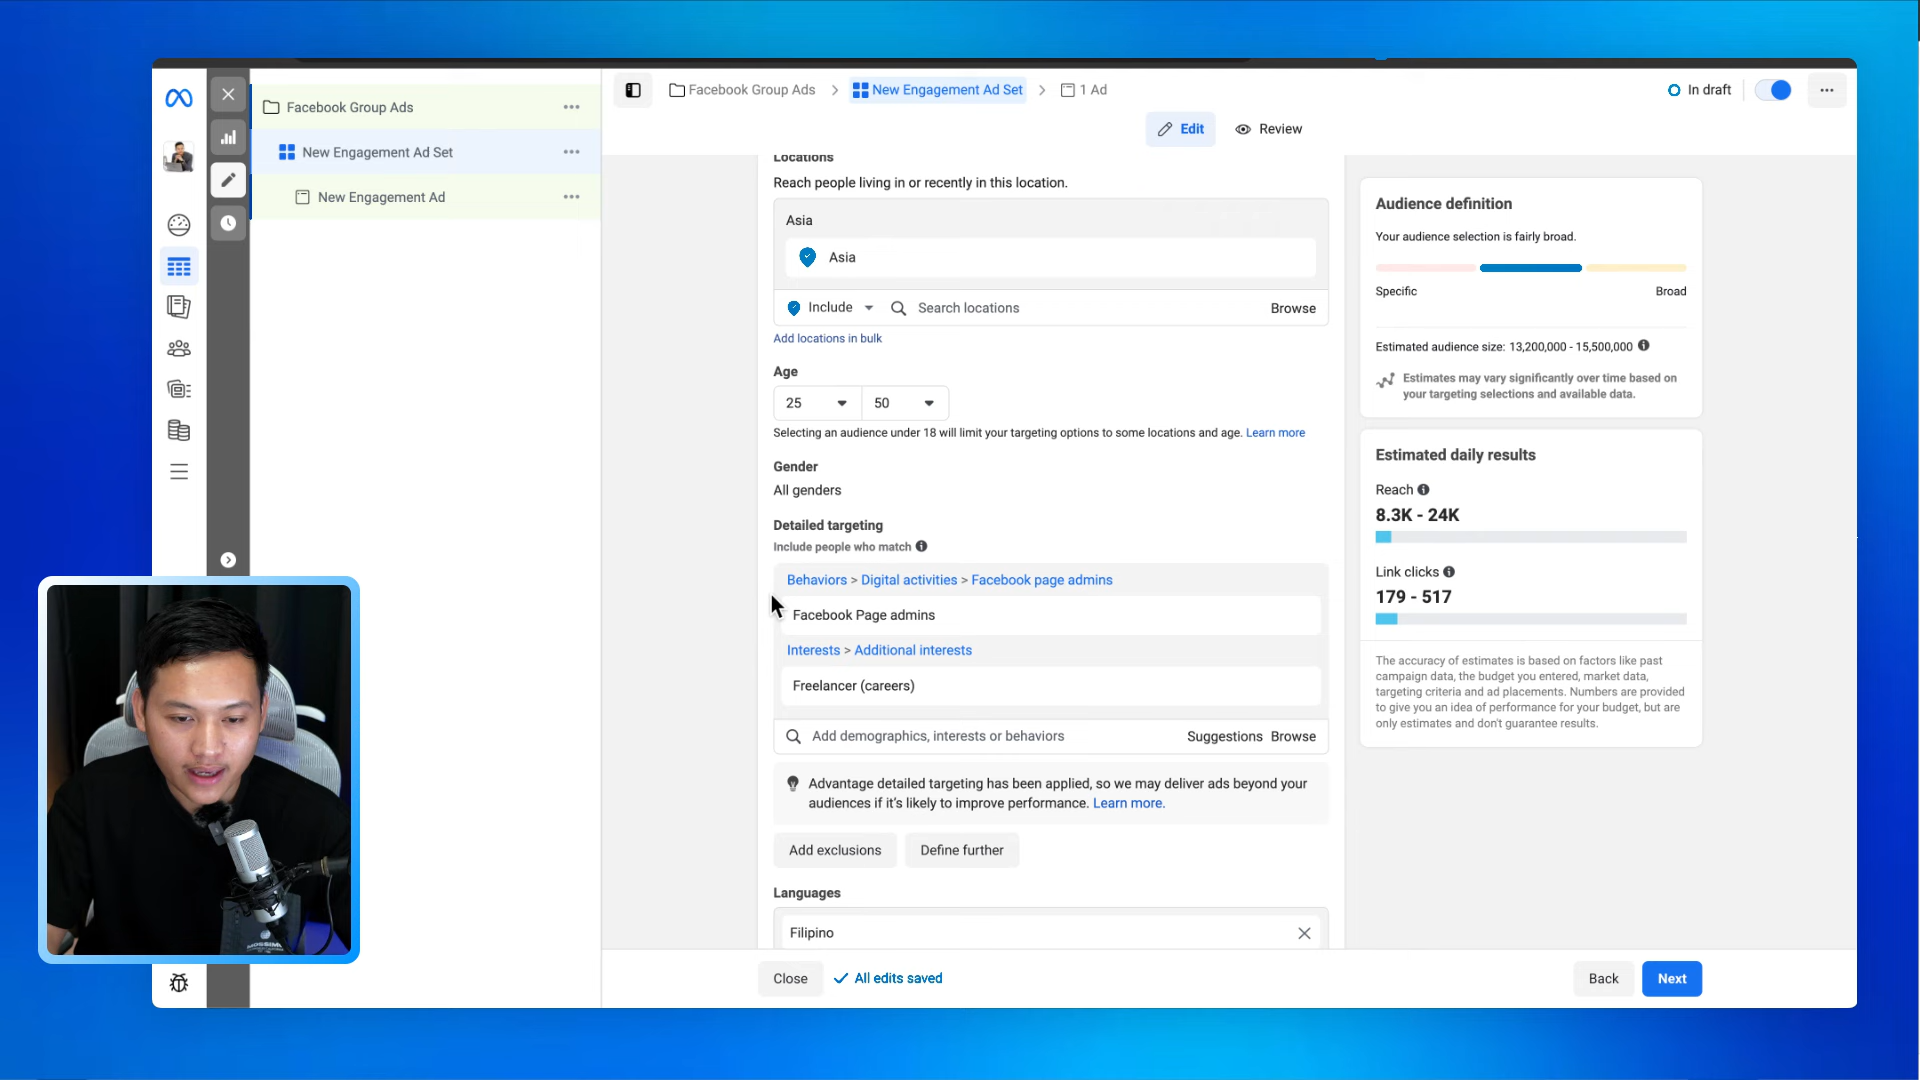 Facebook Group Ads
New Engagement Ad Set
New Engagement Ad
Facebook Group Ads
New Engagement Ad Set
1 Ad
In draft
Edit
Review
Locations
Reach people living in or recently in this location.
Asia
Asia
Include
Search locations
Browse
Add locations in bulk
Age
25
50
Selecting an audience under 18 will limit your targeting options to some locations and age. Learn more
Gender
All genders
Detailed targeting
Include people who match
Behaviors > Digital activities > Facebook page admins
Facebook Page admins
Interests > Additional interests
Freelancer (careers)
Add demographics, interests or behaviors
Suggestions
Browse
Advantage detailed targeting has been applied, so we may deliver ads beyond your
audiences if it's likely to improve performance. Learn more.
Add exclusions
Define further
Languages
Filipino
Close
All edits saved
Back
Next
Audience definition
Your audience selection is fairly broad.
Specific
Broad
Estimated audience size: 13,200,000 - 15,500,000
Estimates may vary significantly over time based on
your targeting selections and available data.
Estimated daily results
Reach
8.3K - 24K
Link clicks
179 - 517
The accuracy of estimates is based on factors like past
campaign data, the budget you entered, market data,
targeting criteria and ad placements. Numbers are provided
to give you an idea of performance for your budget, but are
only estimates and don't guarantee results.
MOSSIMO